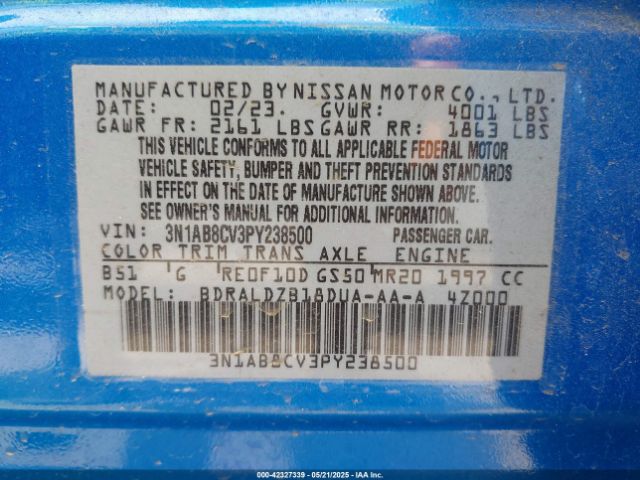 MANUFACTURED BY NISSAN MOTOR CO., LTD.
DATE: 02/23. GVWR: 4001 LBS
GAWR FR: 2161 LBS GAWR RR: 1863 LBS
THIS VEHICLE CONFORMS TO ALL APPLICABLE FEDERAL MOTOR
VEHICLE SAFETY, BUMPER AND THEFT PREVENTION STANDARDS
IN EFFECT ON THE DATE OF MANUFACTURE SHOWN ABOVE.
SEE OWNER'S MANUAL FOR ADDITIONAL INFORMATION.
VIN: 3N1AB8CV3PY238500 PASSENGER CAR.
COLOR TRIM TRANS AXLE ENGINE
B51 G RE0F10D GS50 MR20 1997 CC
MODEL: BDRALDZB18DUA-AA-A 4Z000
3N1AB8CV3PY238500
000-42327339 - 05/21/2025 - IAAI, Inc.